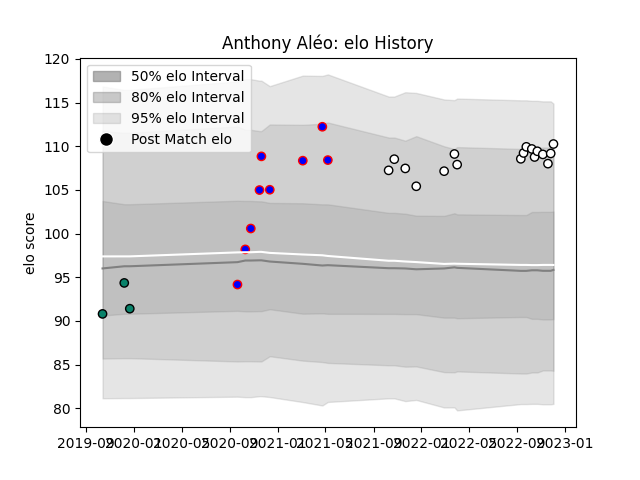 Anthony Aléo: elo History
120
115
110
105
100
95
90
85
80
elo score
50% elo Interval
80% elo Interval
95% elo Interval
Post Match elo
2019-09 2020-01 2020-05 2020-09 2021-01 2021-05 2021-09 2022-01 2022-05 2022-09 2023-01